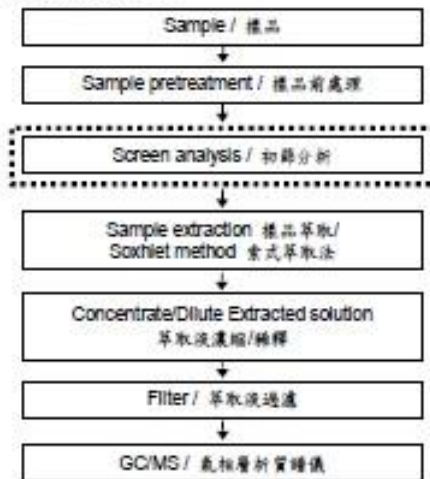 Sample / 樣品
Sample pretreatment / 樣品前處理
Screen analysis / 初篩分析
Sample extraction 樣品萃取/
Soxhlet method 索式萃取法
Concentrate/Dilute Extracted solution
萃取液濃縮/稀釋
Filter / 萃取液過濾
GC/MS / 氣相層析質譜儀